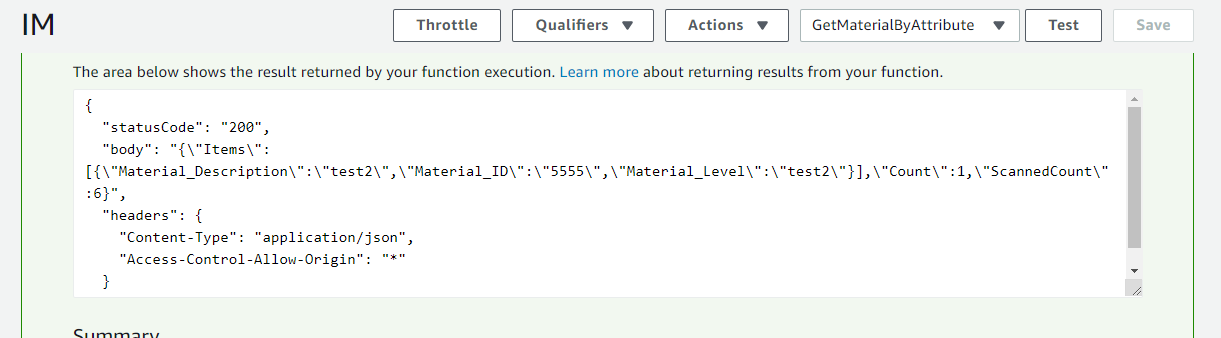 IM
Throttle
Qualifiers
Actions
GetMaterialByAttribute
Test
Save
The area below shows the result returned by your function execution. Learn more about returning results from your function.
{
  "statusCode": "200",
  "body": "{\"Items\":
[{\"Material_Description\":\"test2\",\"Material_ID\":\"5555\",\"Material_Level\":\"test2\"}],\"Count\":1,\"ScannedCount\"
:6}",
  "headers": {
    "Content-Type": "application/json",
    "Access-Control-Allow-Origin": "*"
  }
Summary